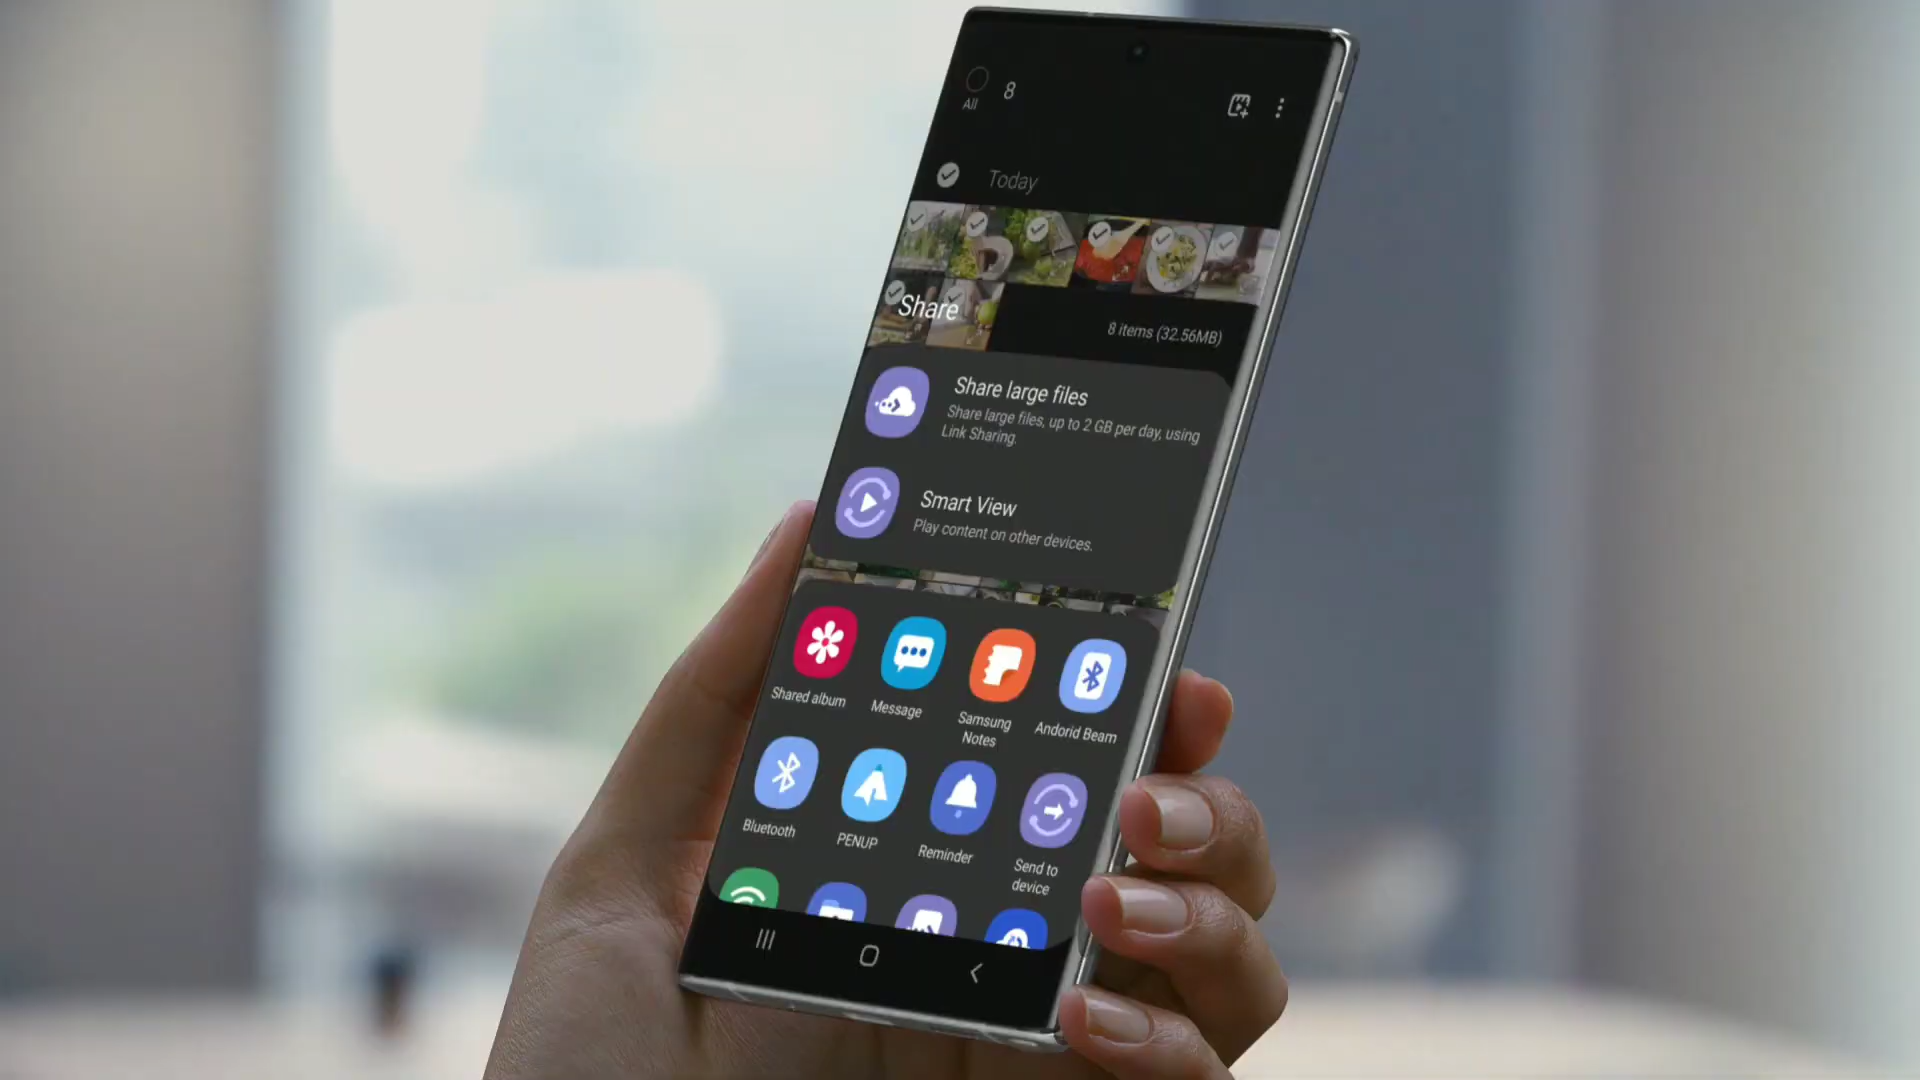 All
8
Today
Share
8 items (32.56MB)
Share large files
Share large files, up to 2 GB per day, using
Link Sharing.
Smart View
Play content on other devices.
Shared album
Message
Samsung
Notes
Andorid Beam
Bluetooth
PENUP
Reminder
Send to
device